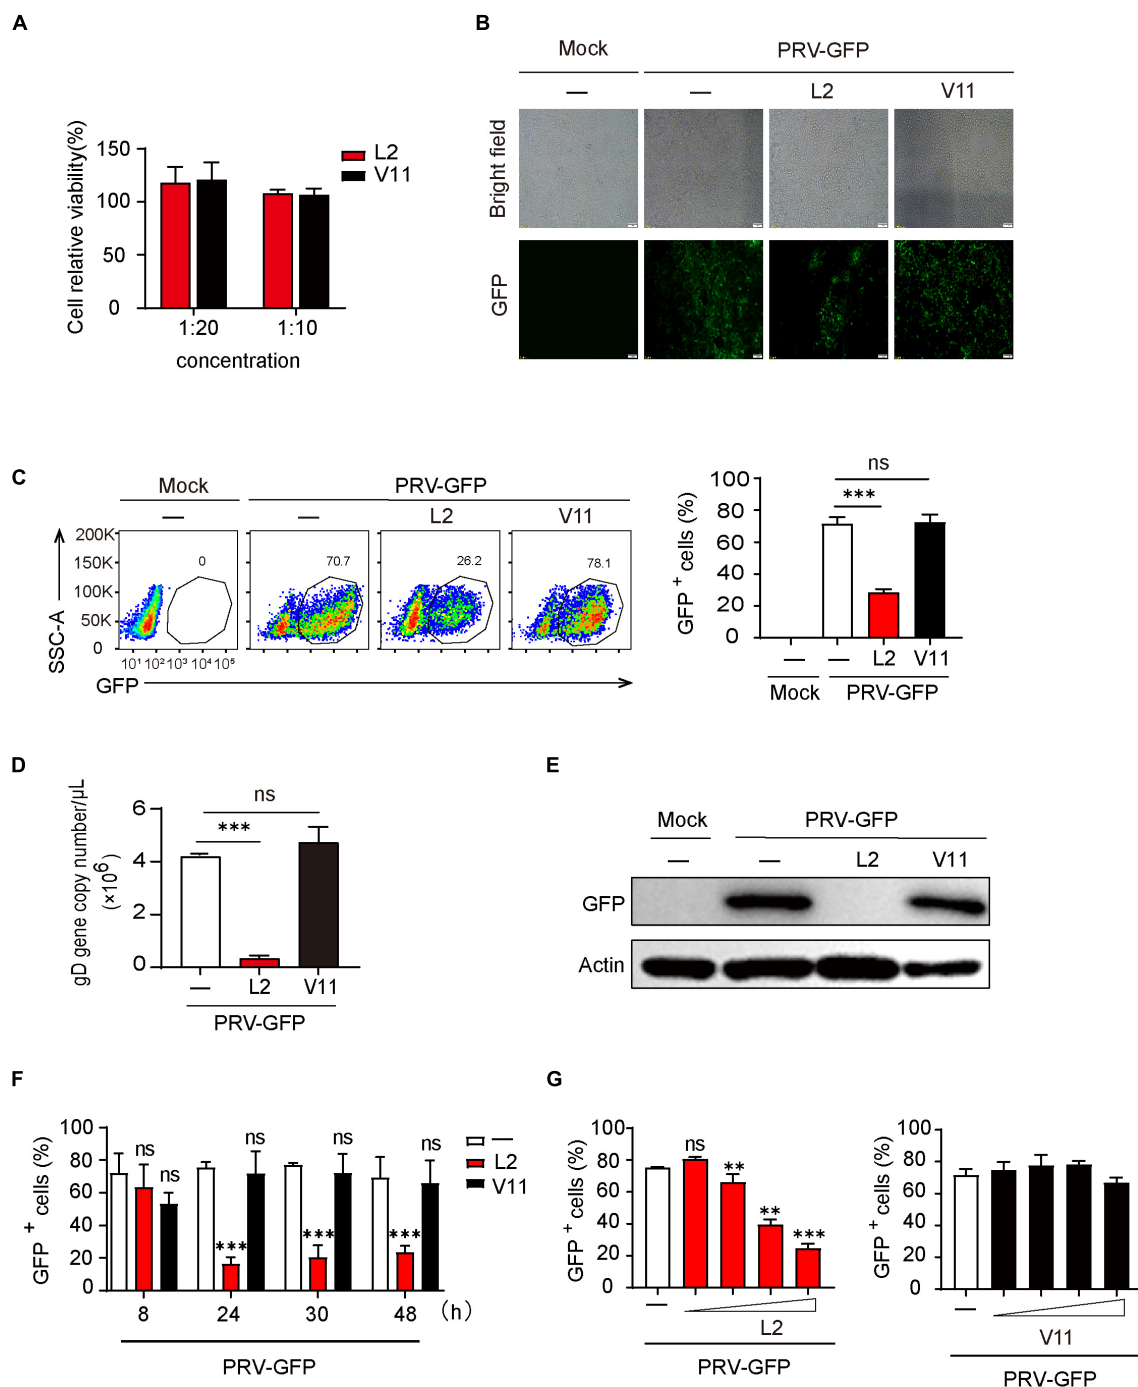 A
Cell relative viability(%)
150
100
50
0
1:20 1:10
concentration
L2
V11
B
Mock PRV-GFP
— — L2 V11
Bright field
GFP
C
Mock PRV-GFP
— — L2 V11
SSC-A
200K
150K
100K
50K
0
0 70.7 26.2 78.1
10¹ 10² 10³ 10⁴ 10⁵
GFP
GFP⁺ cells (%)
100
80
60
40
20
0
ns
***
— — L2 V11
Mock PRV-GFP
D
gD gene copy number/μL
(×10⁶)
6
4
2
0
ns
***
— L2 V11
PRV-GFP
E
Mock PRV-GFP
— — L2 V11
GFP
Actin
F
GFP⁺ cells (%)
100
80
60
40
20
0
ns ns *** ns *** ns *** ns
8 24 30 48 (h)
PRV-GFP
—
L2
V11
G
GFP⁺ cells (%)
100
80
60
40
20
0
ns ** ** ***
— L2
PRV-GFP
GFP⁺ cells (%)
100
80
60
40
20
0
— V11
PRV-GFP